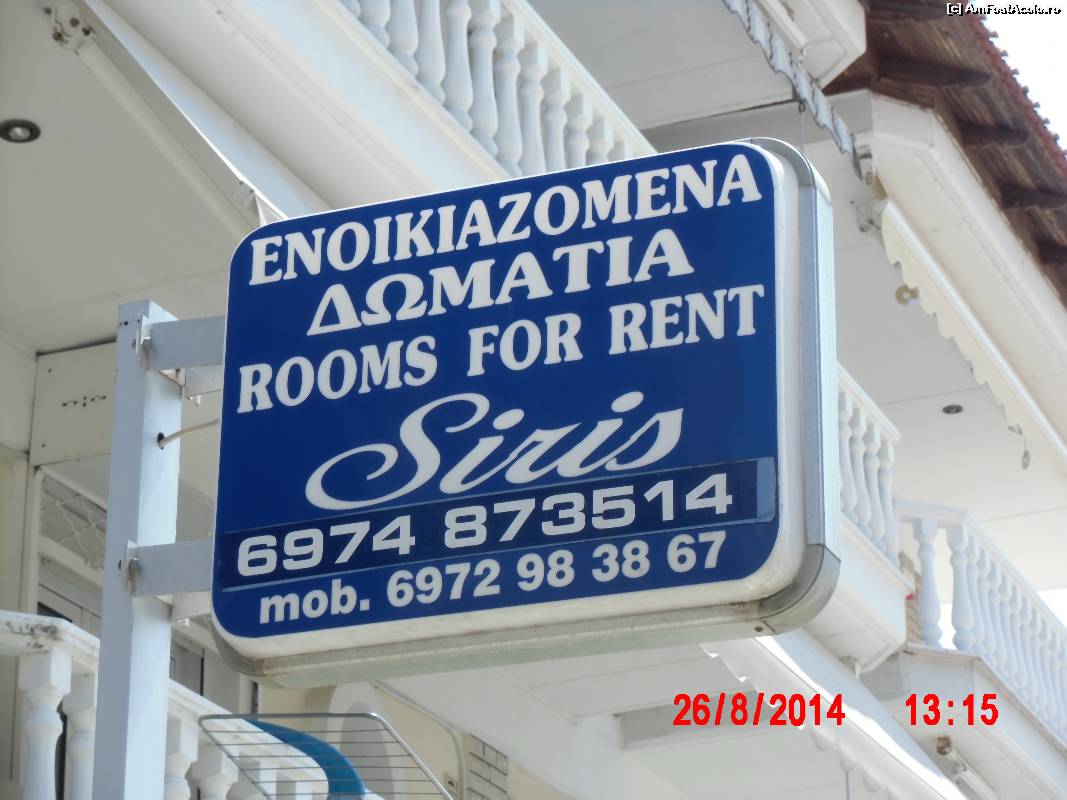 [c] AmFostAcolo.ro
ΕΝΟΙΚΙΑΖΟΜΕΝΑ
ΔΩΜΑΤΙΑ
ROOMS FOR RENT
Siris
6974 873514
mob. 6972 98 38 67
26/8/2014 13:15